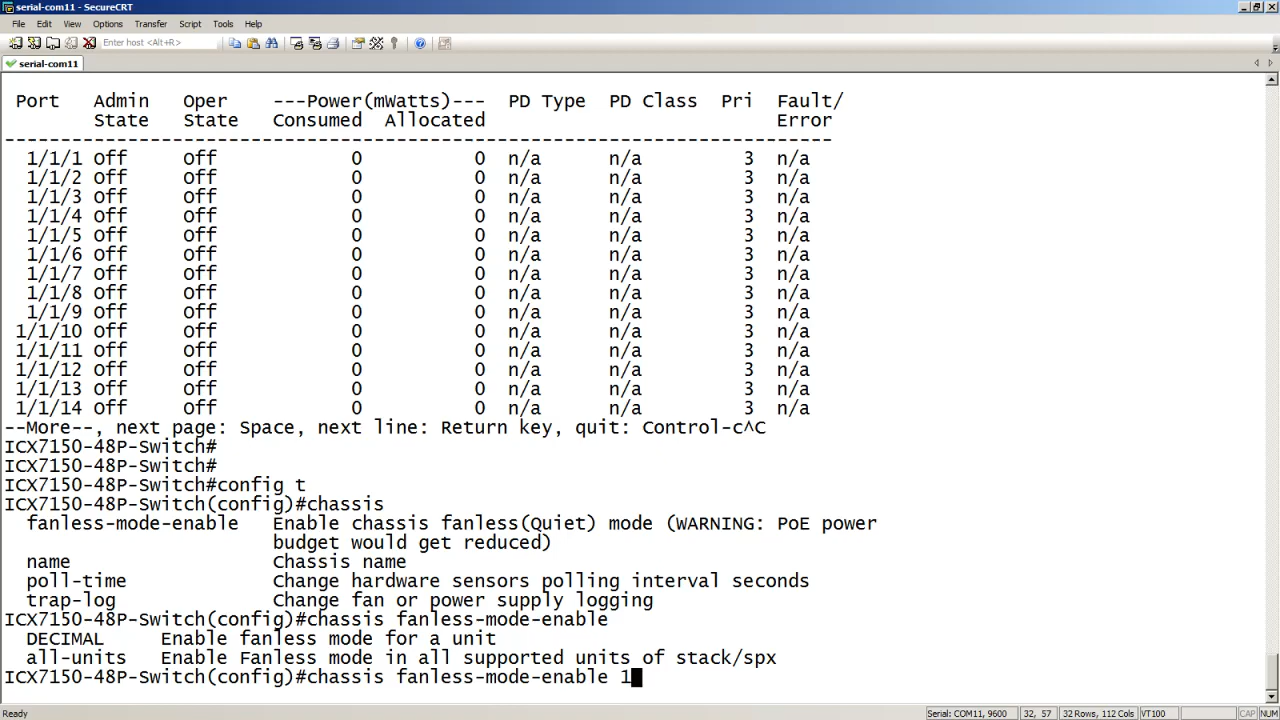 serial-com11 - SecureCRT
File Edit View Options Transfer Script Tools Help
Enter host <Alt+R>
serial-com11
Port Admin Oper ---Power(mWatts)--- PD Type PD Class Pri Fault/
State State Consumed Allocated Error
--------------------------------------------------------------------------
1/1/1 Off Off 0 0 n/a n/a 3 n/a
1/1/2 Off Off 0 0 n/a n/a 3 n/a
1/1/3 Off Off 0 0 n/a n/a 3 n/a
1/1/4 Off Off 0 0 n/a n/a 3 n/a
1/1/5 Off Off 0 0 n/a n/a 3 n/a
1/1/6 Off Off 0 0 n/a n/a 3 n/a
1/1/7 Off Off 0 0 n/a n/a 3 n/a
1/1/8 Off Off 0 0 n/a n/a 3 n/a
1/1/9 Off Off 0 0 n/a n/a 3 n/a
1/1/10 Off Off 0 0 n/a n/a 3 n/a
1/1/11 Off Off 0 0 n/a n/a 3 n/a
1/1/12 Off Off 0 0 n/a n/a 3 n/a
1/1/13 Off Off 0 0 n/a n/a 3 n/a
1/1/14 Off Off 0 0 n/a n/a 3 n/a
--More--, next page: Space, next line: Return key, quit: Control-c^C
ICX7150-48P-Switch#
ICX7150-48P-Switch#
ICX7150-48P-Switch#config t
ICX7150-48P-Switch(config)#chassis
fanless-mode-enable Enable chassis fanless(Quiet) mode (WARNING: PoE power
budget would get reduced)
name Chassis name
poll-time Change hardware sensors polling interval seconds
trap-log Change fan or power supply logging
ICX7150-48P-Switch(config)#chassis fanless-mode-enable
DECIMAL Enable fanless mode for a unit
all-units Enable Fanless mode in all supported units of stack/spx
ICX7150-48P-Switch(config)#chassis fanless-mode-enable 1
Ready Serial: COM11, 9600 32, 57 32 Rows, 112 Cols VT100 CAP NUM